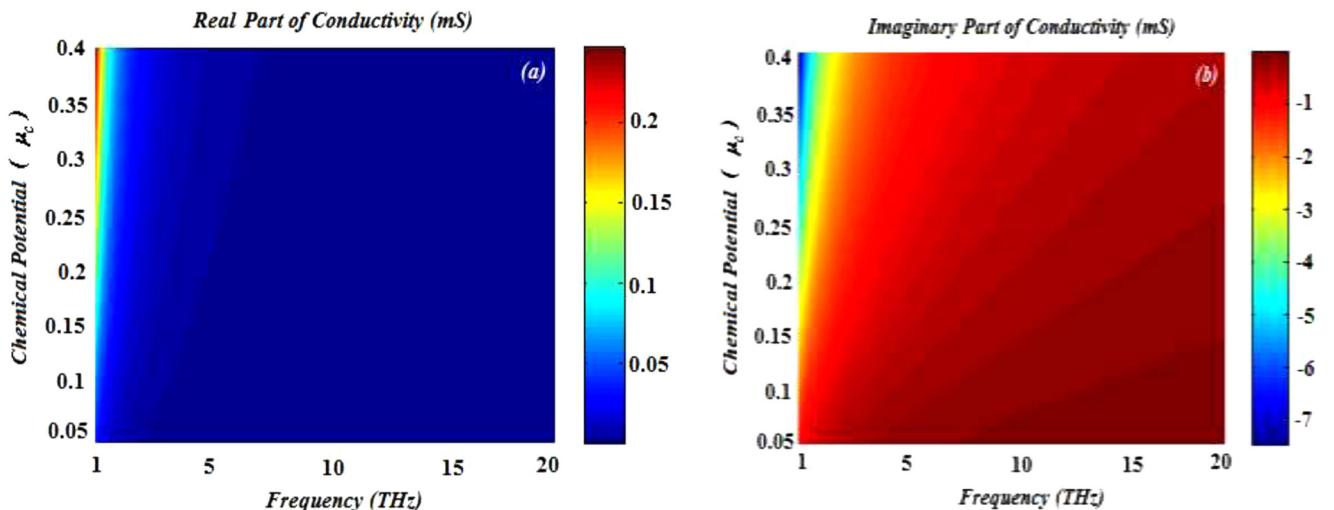 Real Part of Conductivity (mS)
(a)
Chemical Potential ( μc )
0.4
0.35
0.3
0.25
0.2
0.15
0.1
0.05
1 5 10 15 20
Frequency (THz)
0.2
0.15
0.1
0.05
Imaginary Part of Conductivity (mS)
(b)
Chemical Potential ( μc )
0.4
0.35
0.3
0.25
0.2
0.15
0.1
0.05
1 5 10 15 20
Frequency (THz)
-1
-2
-3
-4
-5
-6
-7